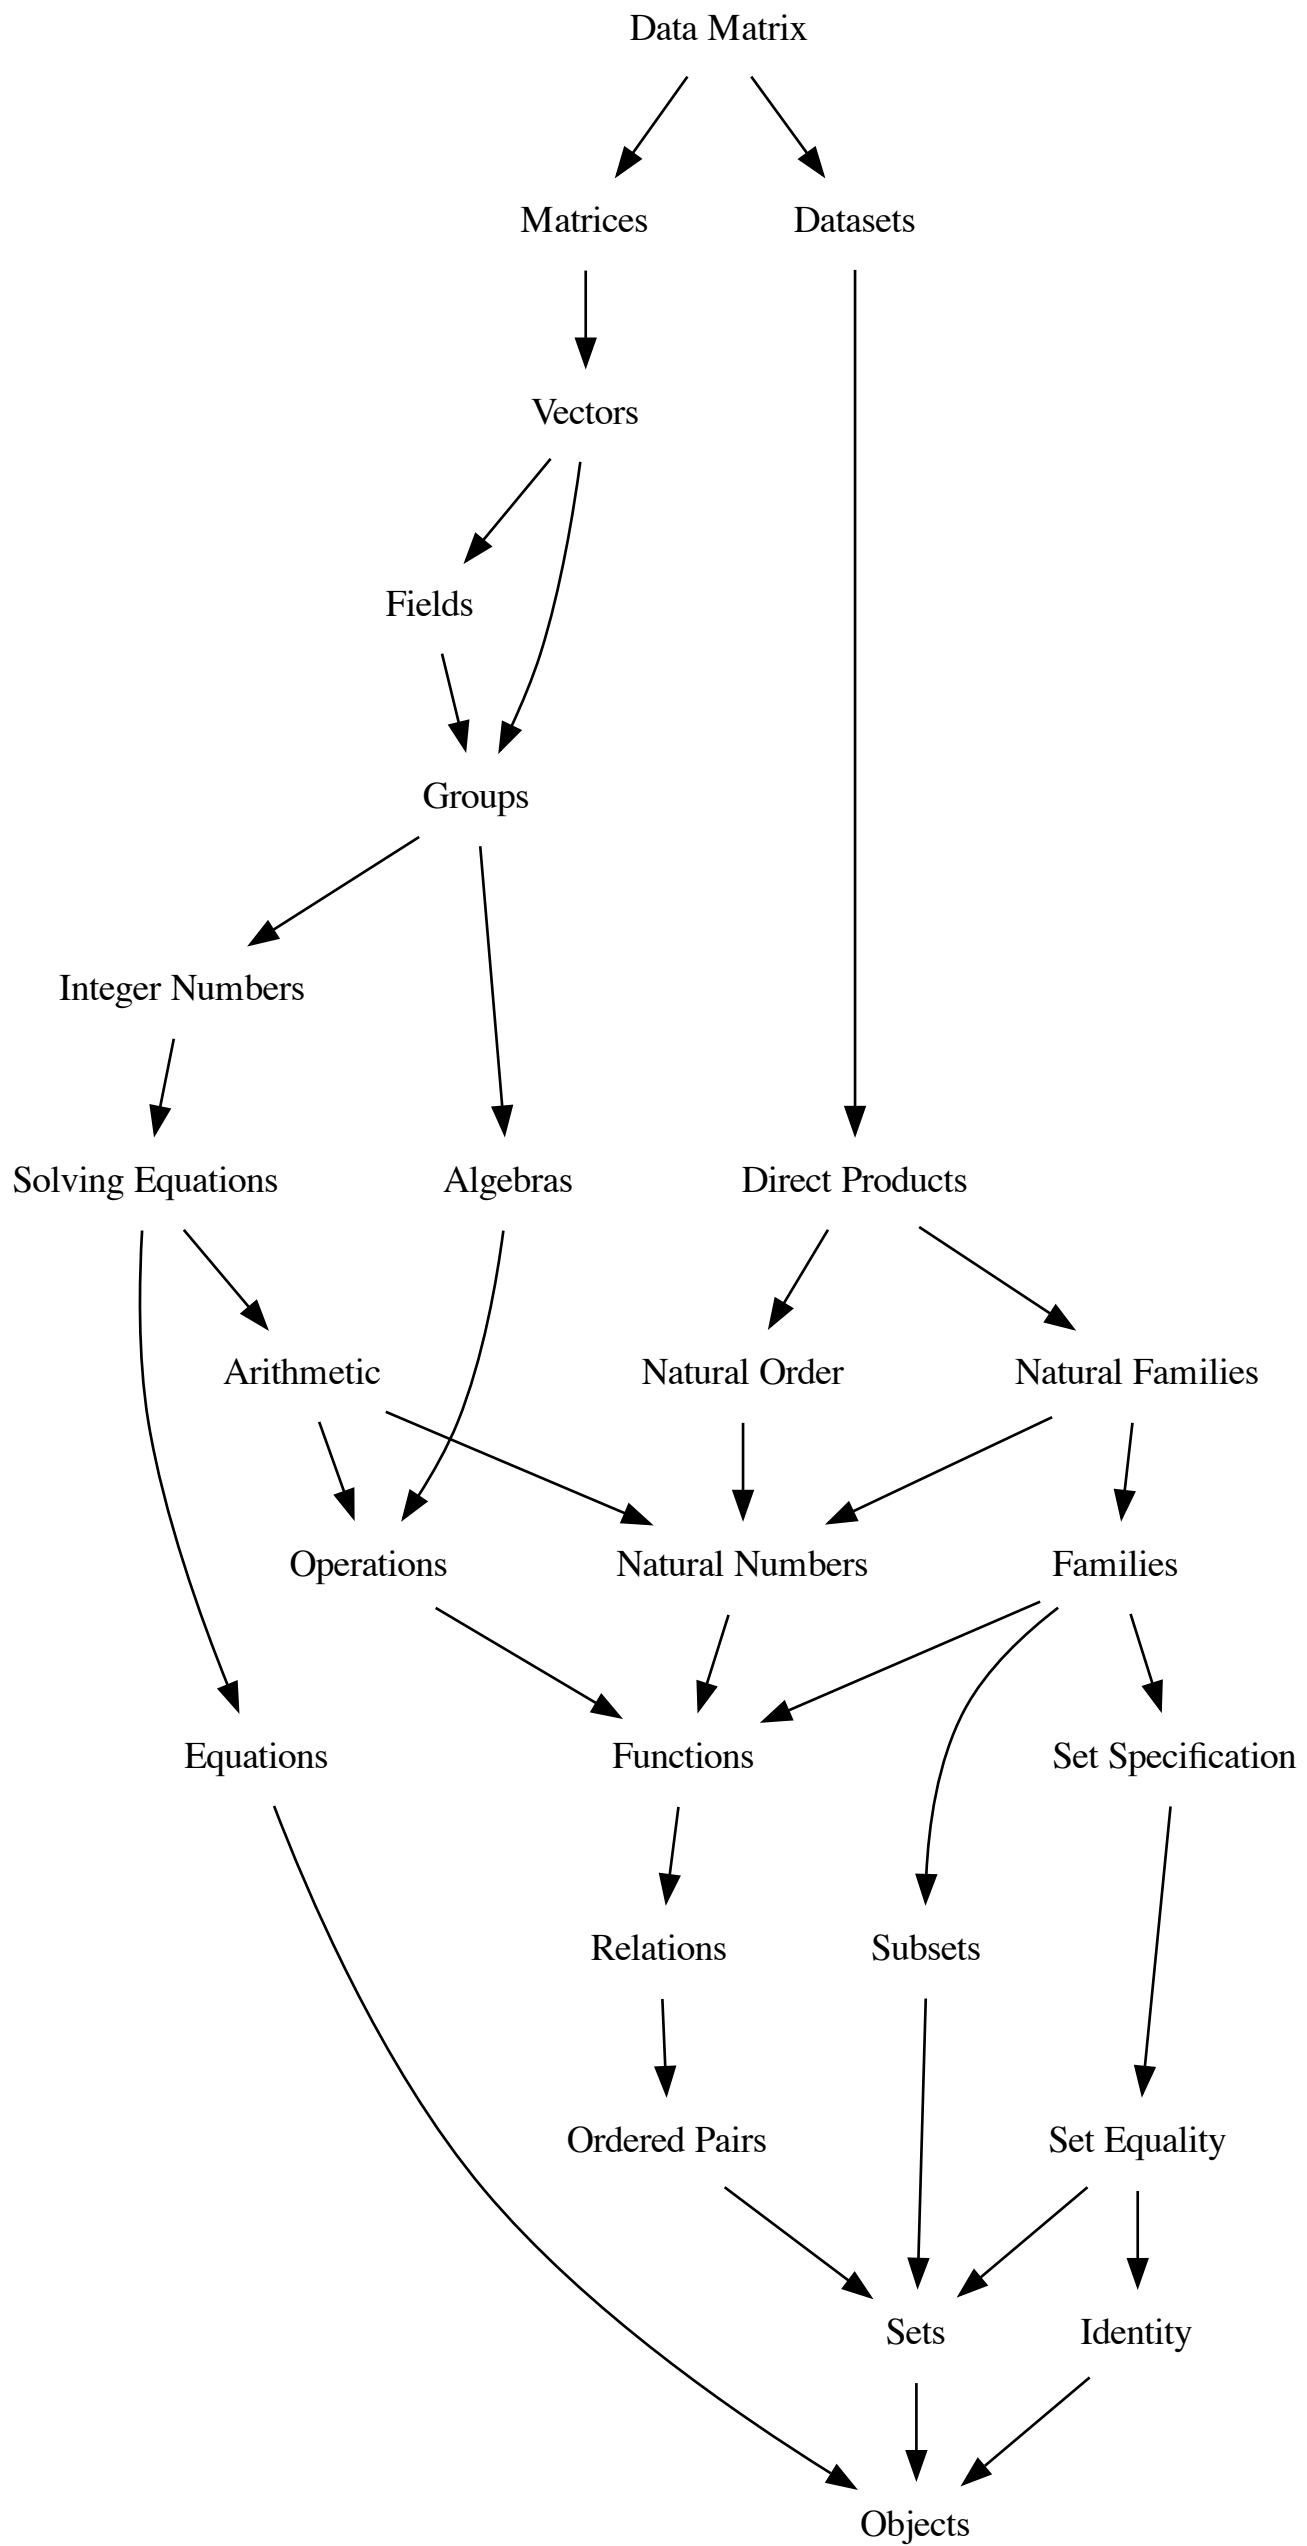 Data Matrix
Matrices
Datasets
Vectors
Fields
Groups
Integer Numbers
Solving Equations
Algebras
Direct Products
Arithmetic
Natural Order
Natural Families
Operations
Natural Numbers
Families
Equations
Functions
Set Specification
Relations
Subsets
Ordered Pairs
Set Equality
Sets
Identity
Objects